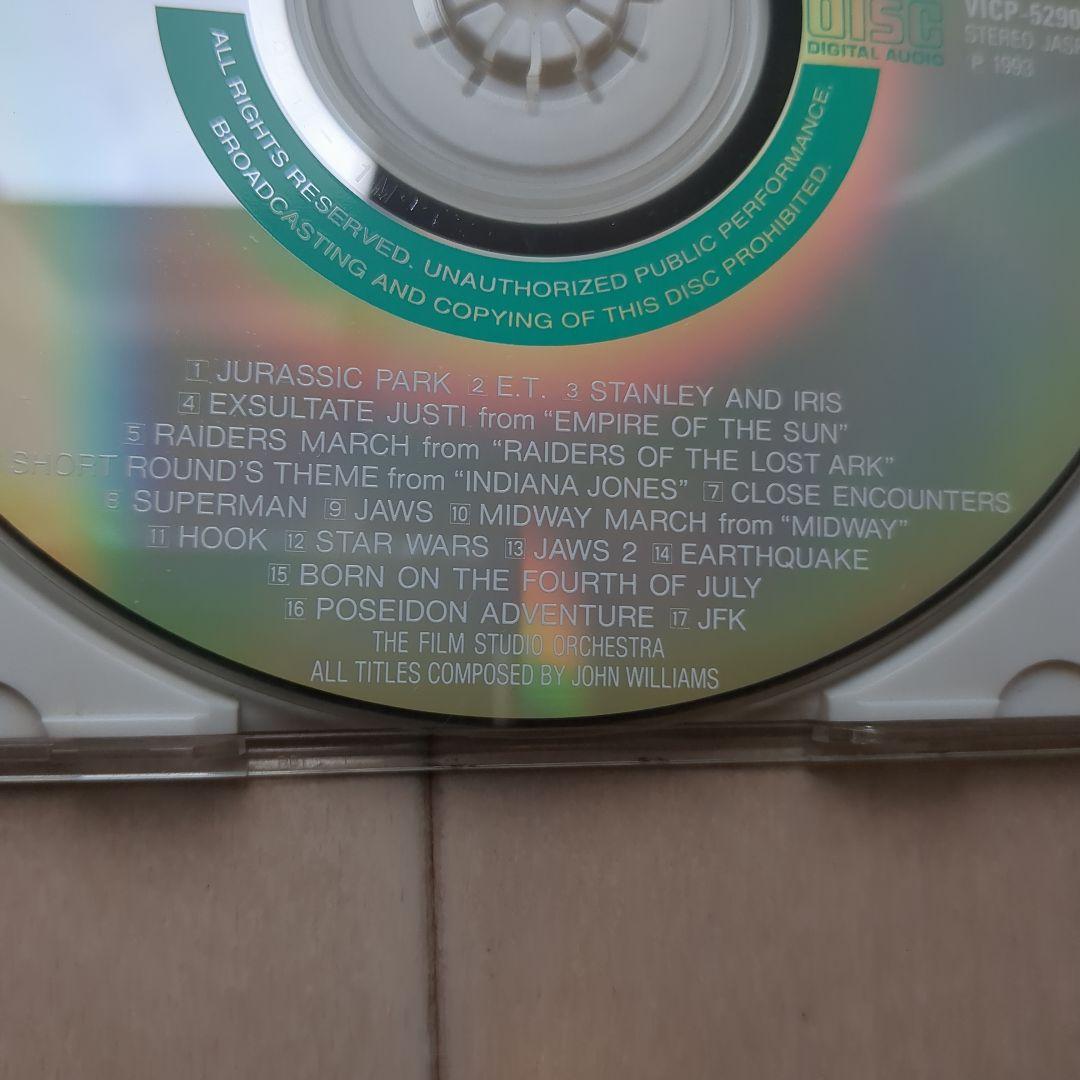 DISC
DIGITAL AUDIO
VICP-5290
STEREO
P 1993
ALL RIGHTS RESERVED. UNAUTHORIZED PUBLIC PERFORMANCE,
BROADCASTING AND COPYING OF THIS DISC PROHIBITED.
1 JURASSIC PARK 2 E.T. 3 STANLEY AND IRIS
4 EXSULTATE JUSTI from “EMPIRE OF THE SUN”
5 RAIDERS MARCH from “RAIDERS OF THE LOST ARK”
SHORT ROUND'S THEME from “INDIANA JONES” 7 CLOSE ENCOUNTERS
8 SUPERMAN 9 JAWS 10 MIDWAY MARCH from “MIDWAY”
11 HOOK 12 STAR WARS 13 JAWS 2 14 EARTHQUAKE
15 BORN ON THE FOURTH OF JULY
16 POSEIDON ADVENTURE 17 JFK
THE FILM STUDIO ORCHESTRA
ALL TITLES COMPOSED BY JOHN WILLIAMS